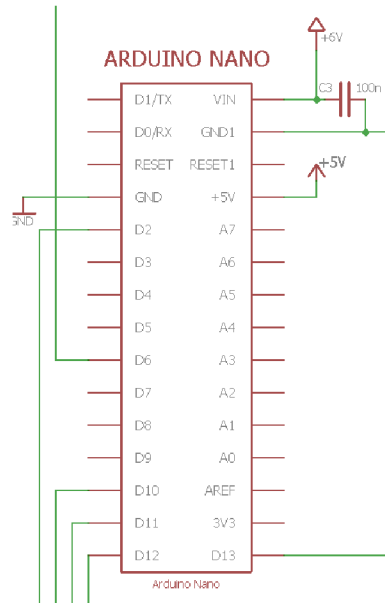 +6V
ARDUINO NANO
C3 100n
D1/TX VIN
D0/RX GND1
RESET RESET1
+5V
GND +5V
GND
D2 A7
D3 A6
D4 A5
D5 A4
D6 A3
D7 A2
D8 A1
D9 A0
D10 AREF
D11 3V3
D12 D13
Arduino Nano